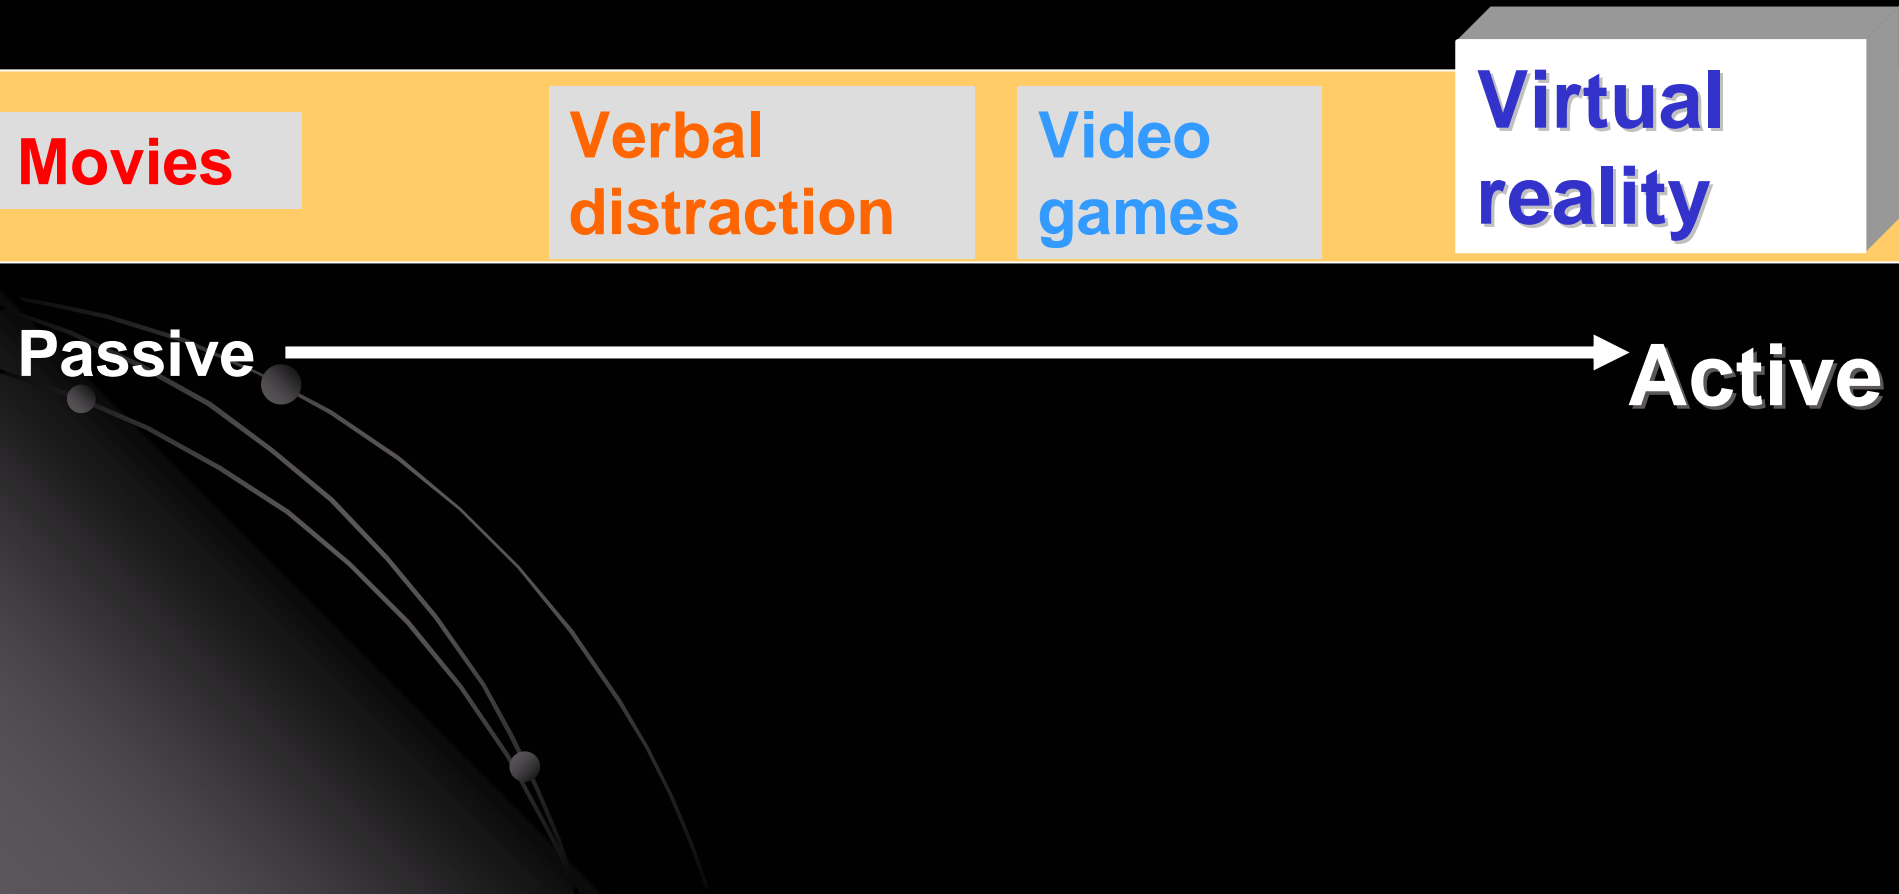 Movies
Verbal
distraction
Video
games
Virtual
reality
Passive
Active